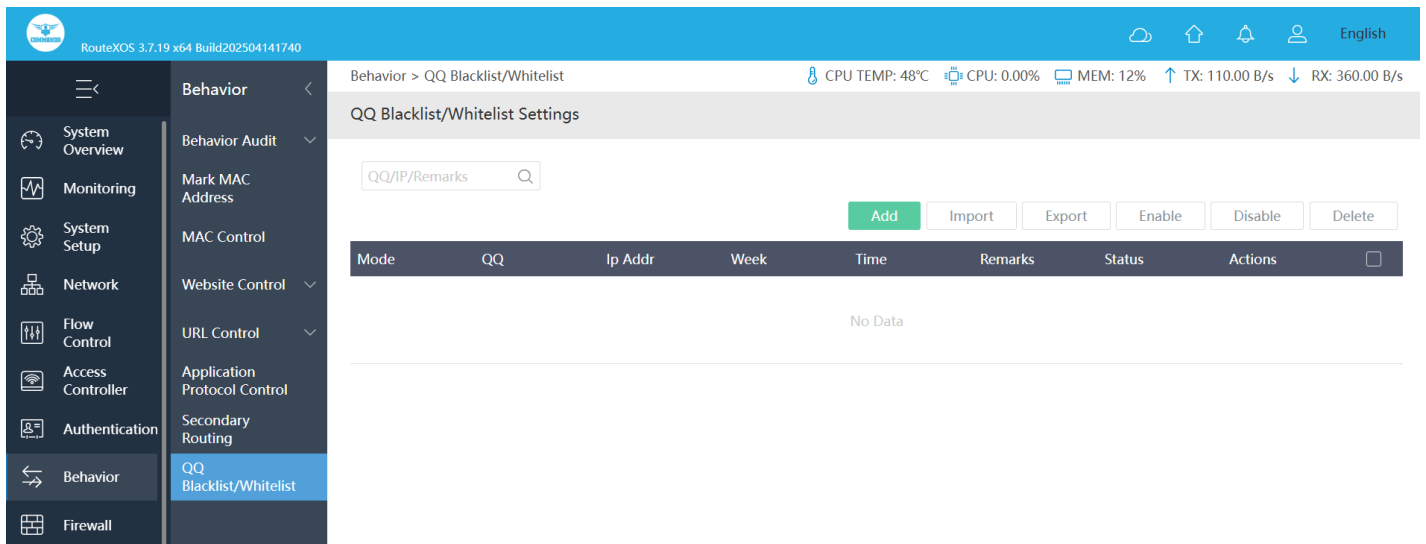 COMMANDO
RouteXOS 3.7.19 x64 Build202504141740
English
Behavior
Behavior > QQ Blacklist/Whitelist
CPU TEMP: 48℃
CPU: 0.00%
MEM: 12%
TX: 110.00 B/s
RX: 360.00 B/s
QQ Blacklist/Whitelist Settings
System
Overview
Monitoring
System
Setup
Network
Flow
Control
Access
Controller
Authentication
Behavior
Firewall
Behavior Audit
Mark MAC
Address
MAC Control
Website Control
URL Control
Application
Protocol Control
Secondary
Routing
QQ
Blacklist/Whitelist
QQ/IP/Remarks
Add
Import
Export
Enable
Disable
Delete
Mode
QQ
Ip Addr
Week
Time
Remarks
Status
Actions
No Data